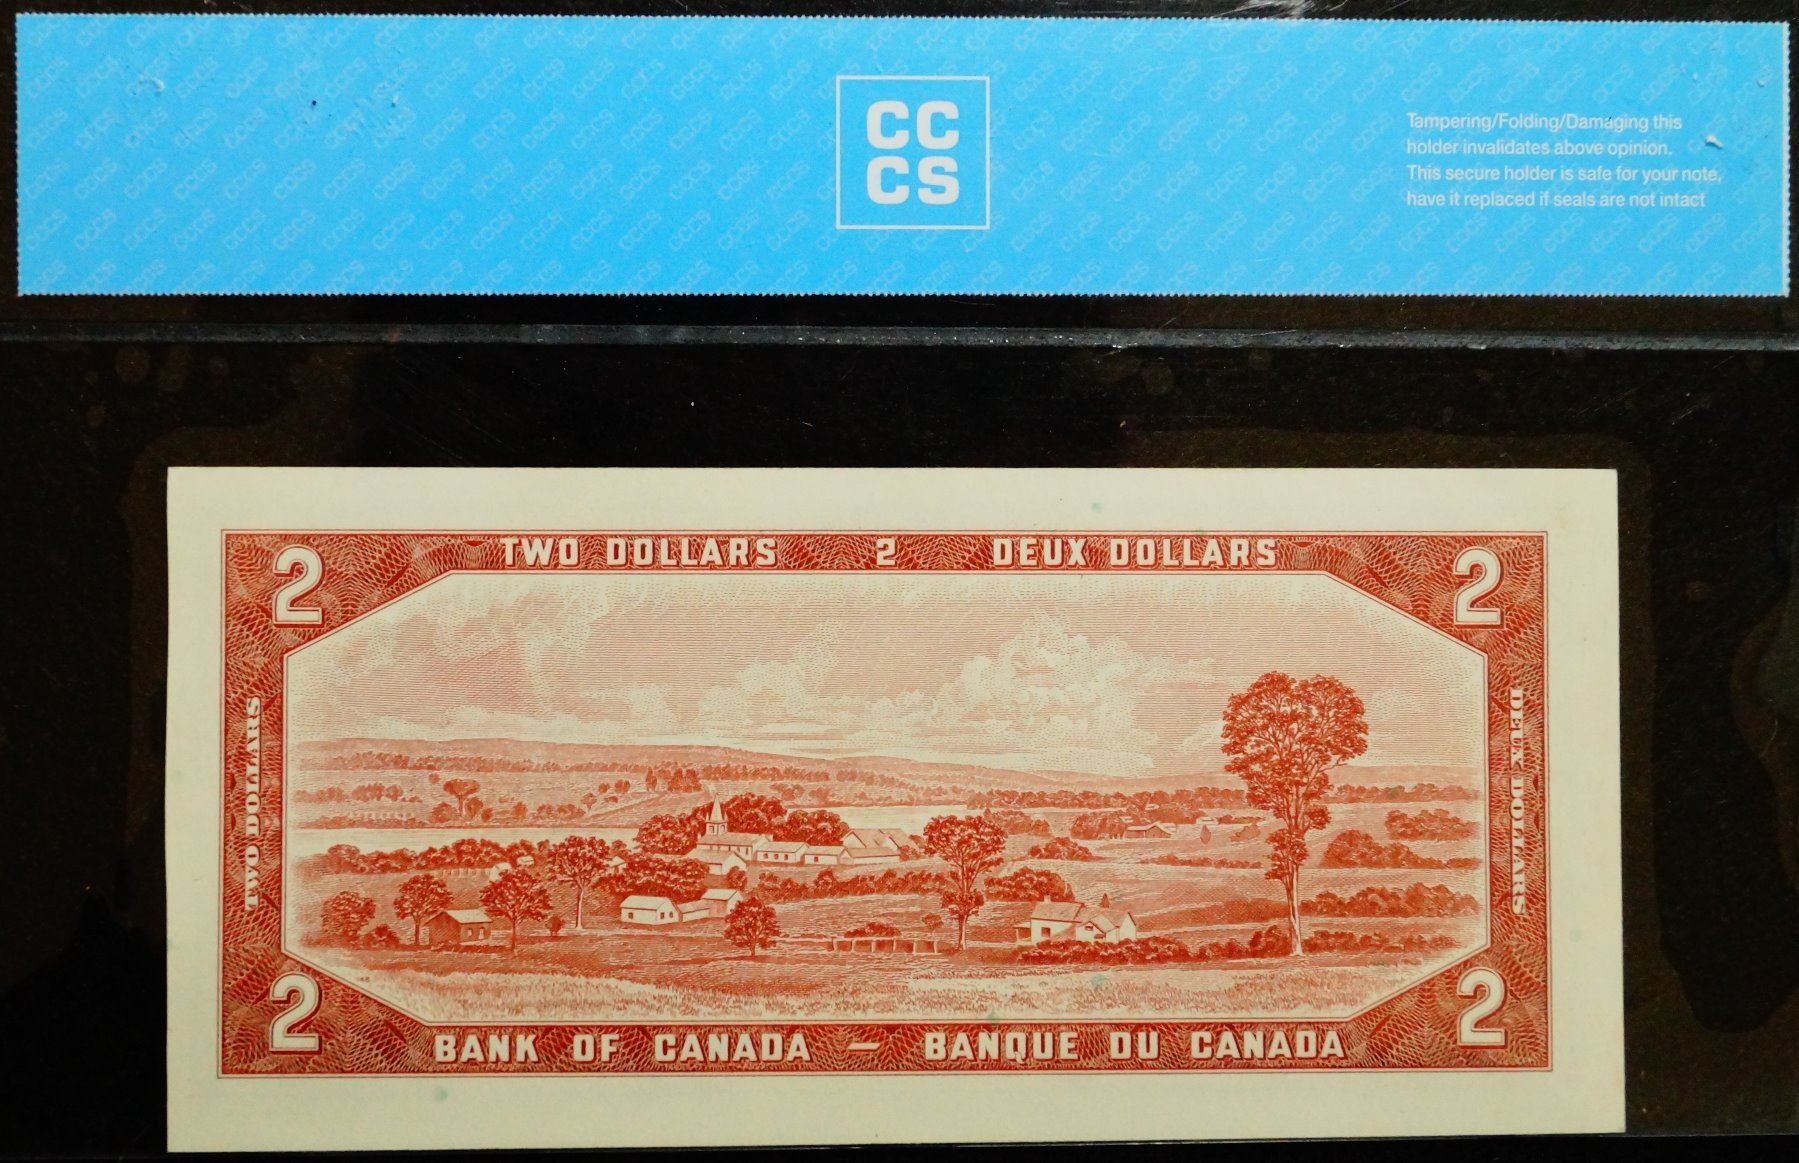 CC
CS
Tampering/Folding/Damaging this
holder invalidates above opinion.
This secure holder is safe for your note,
have it replaced if seals are not intact
2 TWO DOLLARS 2 DEUX DOLLARS 2
TWO DOLLARS
DEUX DOLLARS
2 BANK OF CANADA – BANQUE DU CANADA 2